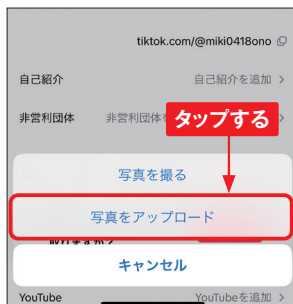 tiktok.com/@miki0418ono
自己紹介 自己紹介を追加 >
非営利団体 非営利団体を
タップする
写真を撮る
写真をアップロード
キャンセル
YouTube YouTubeを追加 >